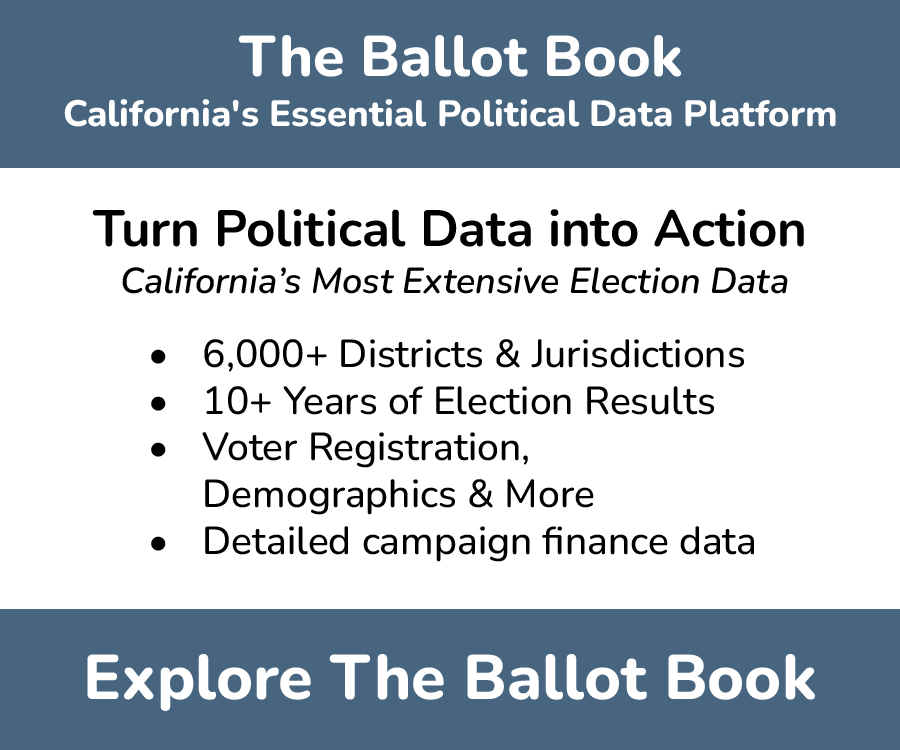 The Ballot Book
California's Essential Political Data Platform
Turn Political Data into Action
California’s Most Extensive Election Data
• 6,000+ Districts & Jurisdictions
• 10+ Years of Election Results
• Voter Registration,
Demographics & More
• Detailed campaign finance data
Explore The Ballot Book